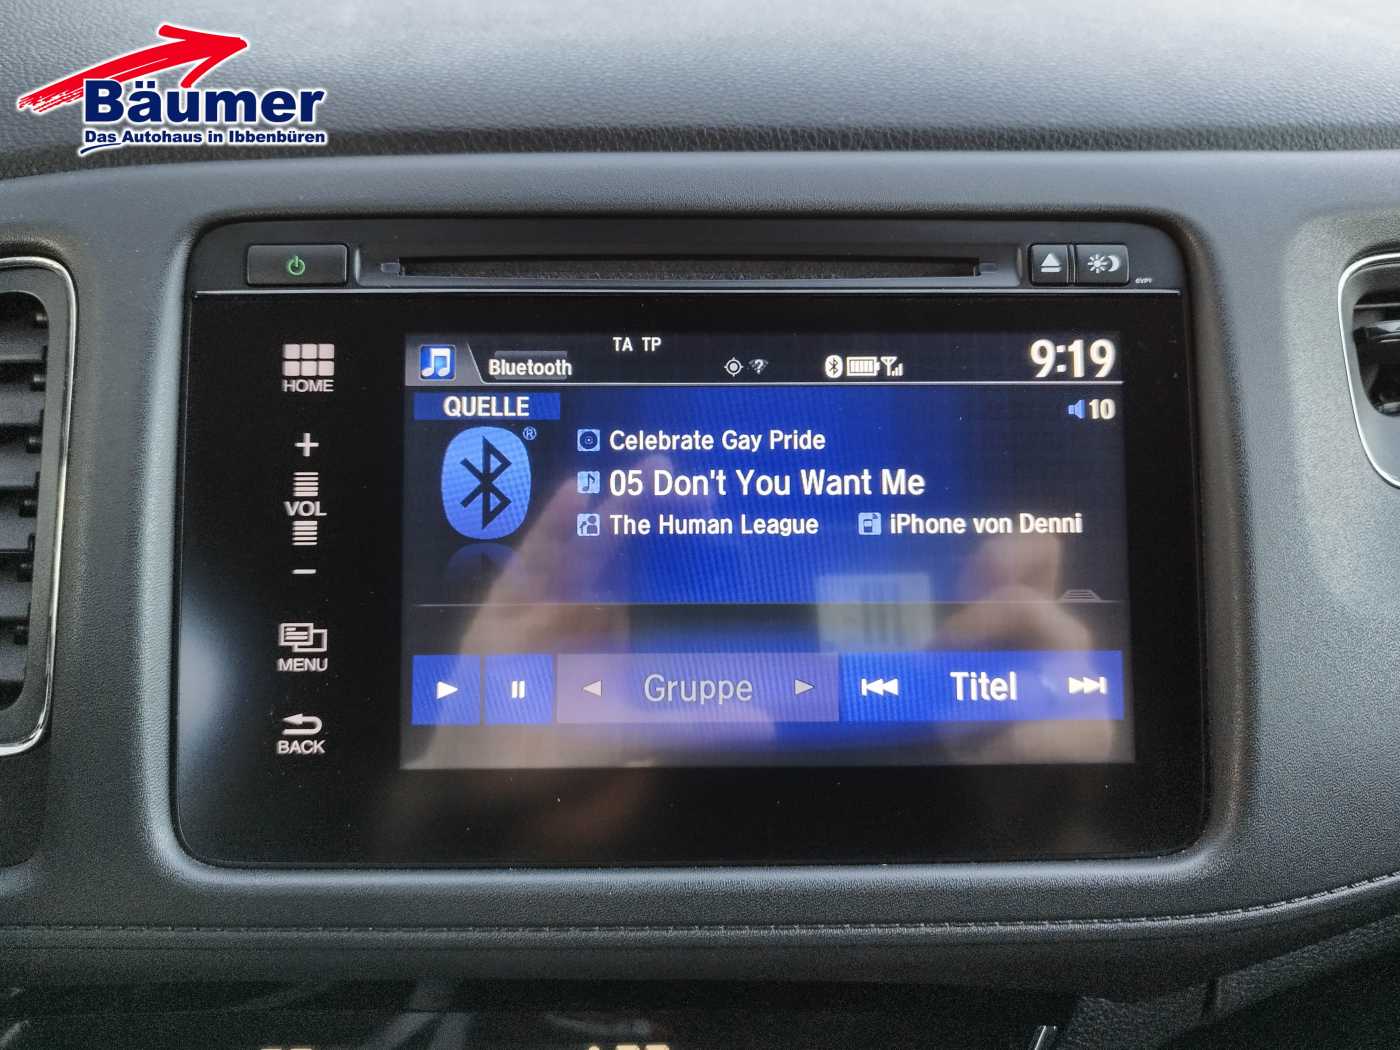 Bäumer
Das Autohaus in Ibbenbüren
HOME
VOL
MENU
BACK
TA TP
Bluetooth
9:19
QUELLE
10
®
Celebrate Gay Pride
05 Don't You Want Me
The Human League
iPhone von Denni
Gruppe
Titel